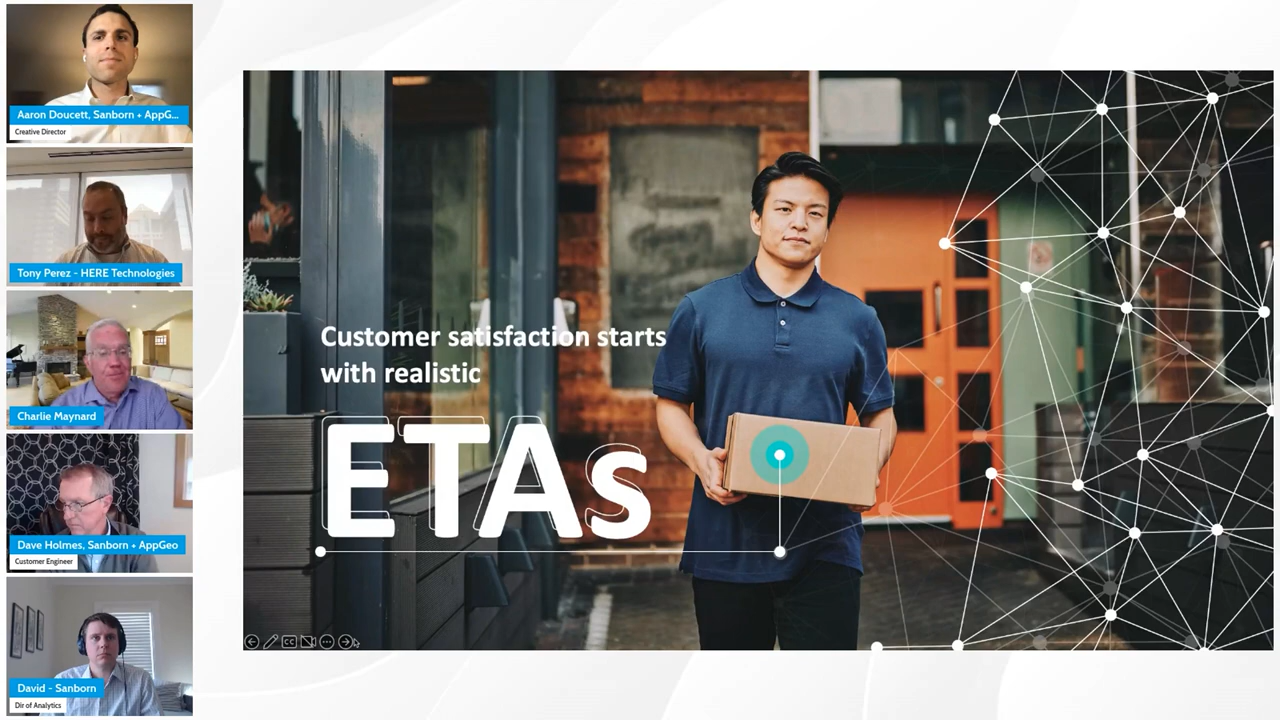 Aaron Doucett, Sanborn + AppG...
Creative Director
Tony Perez - HERE Technologies
Charlie Maynard
Dave Holmes, Sanborn + AppGeo
Customer Engineer
David - Sanborn
Dir of Analytics
Customer satisfaction starts
with realistic
ETAs
CC